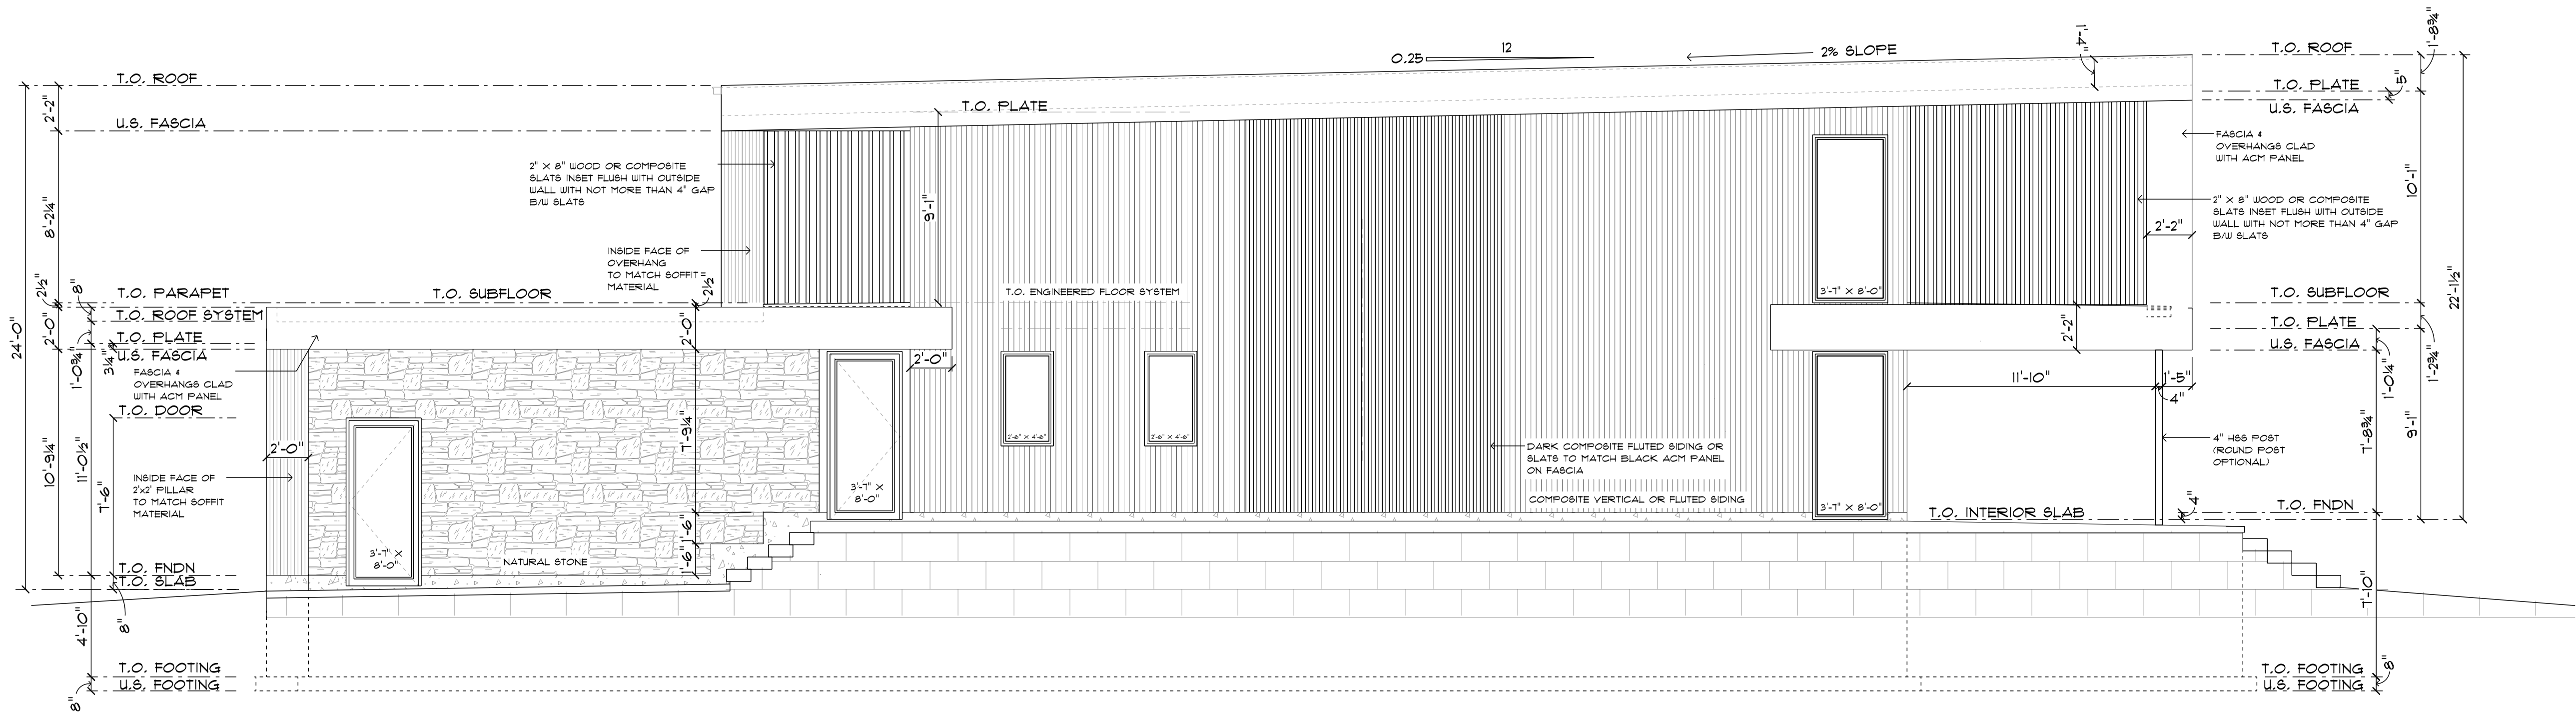 T.O. ROOF
U.S. FASCIA
T.O. PARAPET
T.O. SUBFLOOR
T.O. ROOF SYSTEM
T.O. PLATE
U.S. FASCIA
FASCIA &
OVERHANGS CLAD
WITH ACM PANEL
T.O. DOOR
INSIDE FACE OF
2'x2' PILLAR
TO MATCH SOFFIT
MATERIAL
T.O. FNDN
T.O. SLAB
T.O. FOOTING
U.S. FOOTING
24'-0"
2'-2"
8'-2¼"
2½"
2'-0"
10'-9¼"
8"
1'-0¾"
11'-0½"
4'-10"
8"
3¼"
7'-6"
8"
2'-0"
3'-7" X
8'-0"
NATURAL STONE
2" X 8" WOOD OR COMPOSITE
SLATS INSET FLUSH WITH OUTSIDE
WALL WITH NOT MORE THAN 4" GAP
B/W SLATS
INSIDE FACE OF
OVERHANG
TO MATCH SOFFIT
MATERIAL
2½"
2'-0"
7'-9¼"
1'-6"
1'-6"
3'-7" X
8'-0"
2'-0"
9'-1"
T.O. PLATE
T.O. ENGINEERED FLOOR SYSTEM
2'-6" X 4'-6"
2'-6" X 4'-6"
0.25
12
2% SLOPE
1'-4"
DARK COMPOSITE FLUTED SIDING OR
SLATS TO MATCH BLACK ACM PANEL
ON FASCIA
COMPOSITE VERTICAL OR FLUTED SIDING
3'-7" X 8'-0"
3'-7" X 8'-0"
2'-2"
2'-2"
11'-10"
1'-5"
4"
T.O. INTERIOR SLAB
4"
T.O. ROOF
T.O. PLATE
U.S. FASCIA
FASCIA &
OVERHANGS CLAD
WITH ACM PANEL
2" X 8" WOOD OR COMPOSITE
SLATS INSET FLUSH WITH OUTSIDE
WALL WITH NOT MORE THAN 4" GAP
B/W SLATS
T.O. SUBFLOOR
T.O. PLATE
U.S. FASCIA
4" HSS POST
(ROUND POST
OPTIONAL)
T.O. FNDN
T.O. FOOTING
U.S. FOOTING
5"
1'-8¾"
10'-1"
22'-1½"
1'-2¾"
1'-0¼"
7'-8¾"
9'-1"
7'-10"
8"